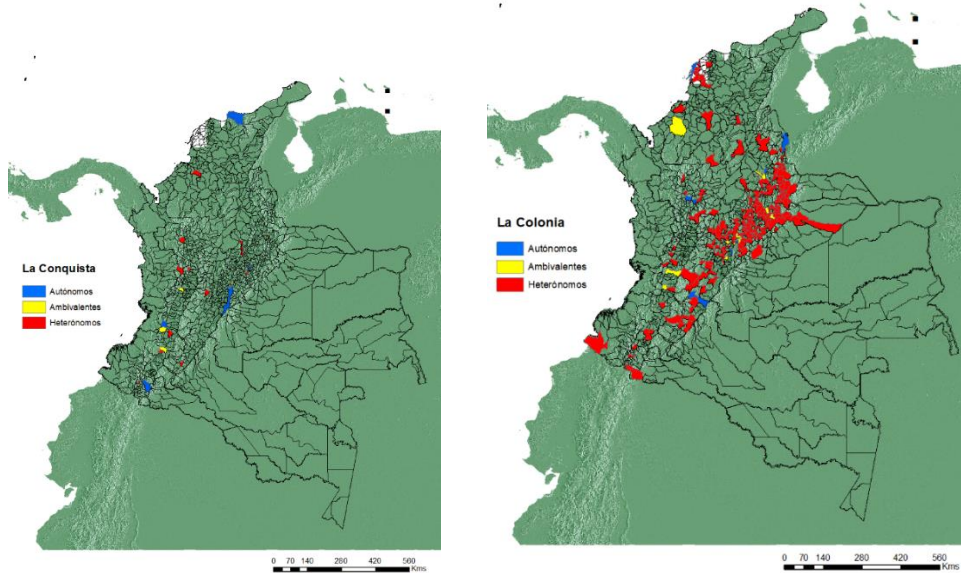 La Conquista
Autónomos
Ambivalentes
Heterónomos
0 70 140 280 420 560
Kms
La Colonia
Autónomos
Ambivalentes
Heterónomos
0 70 140 280 420 560
Kms